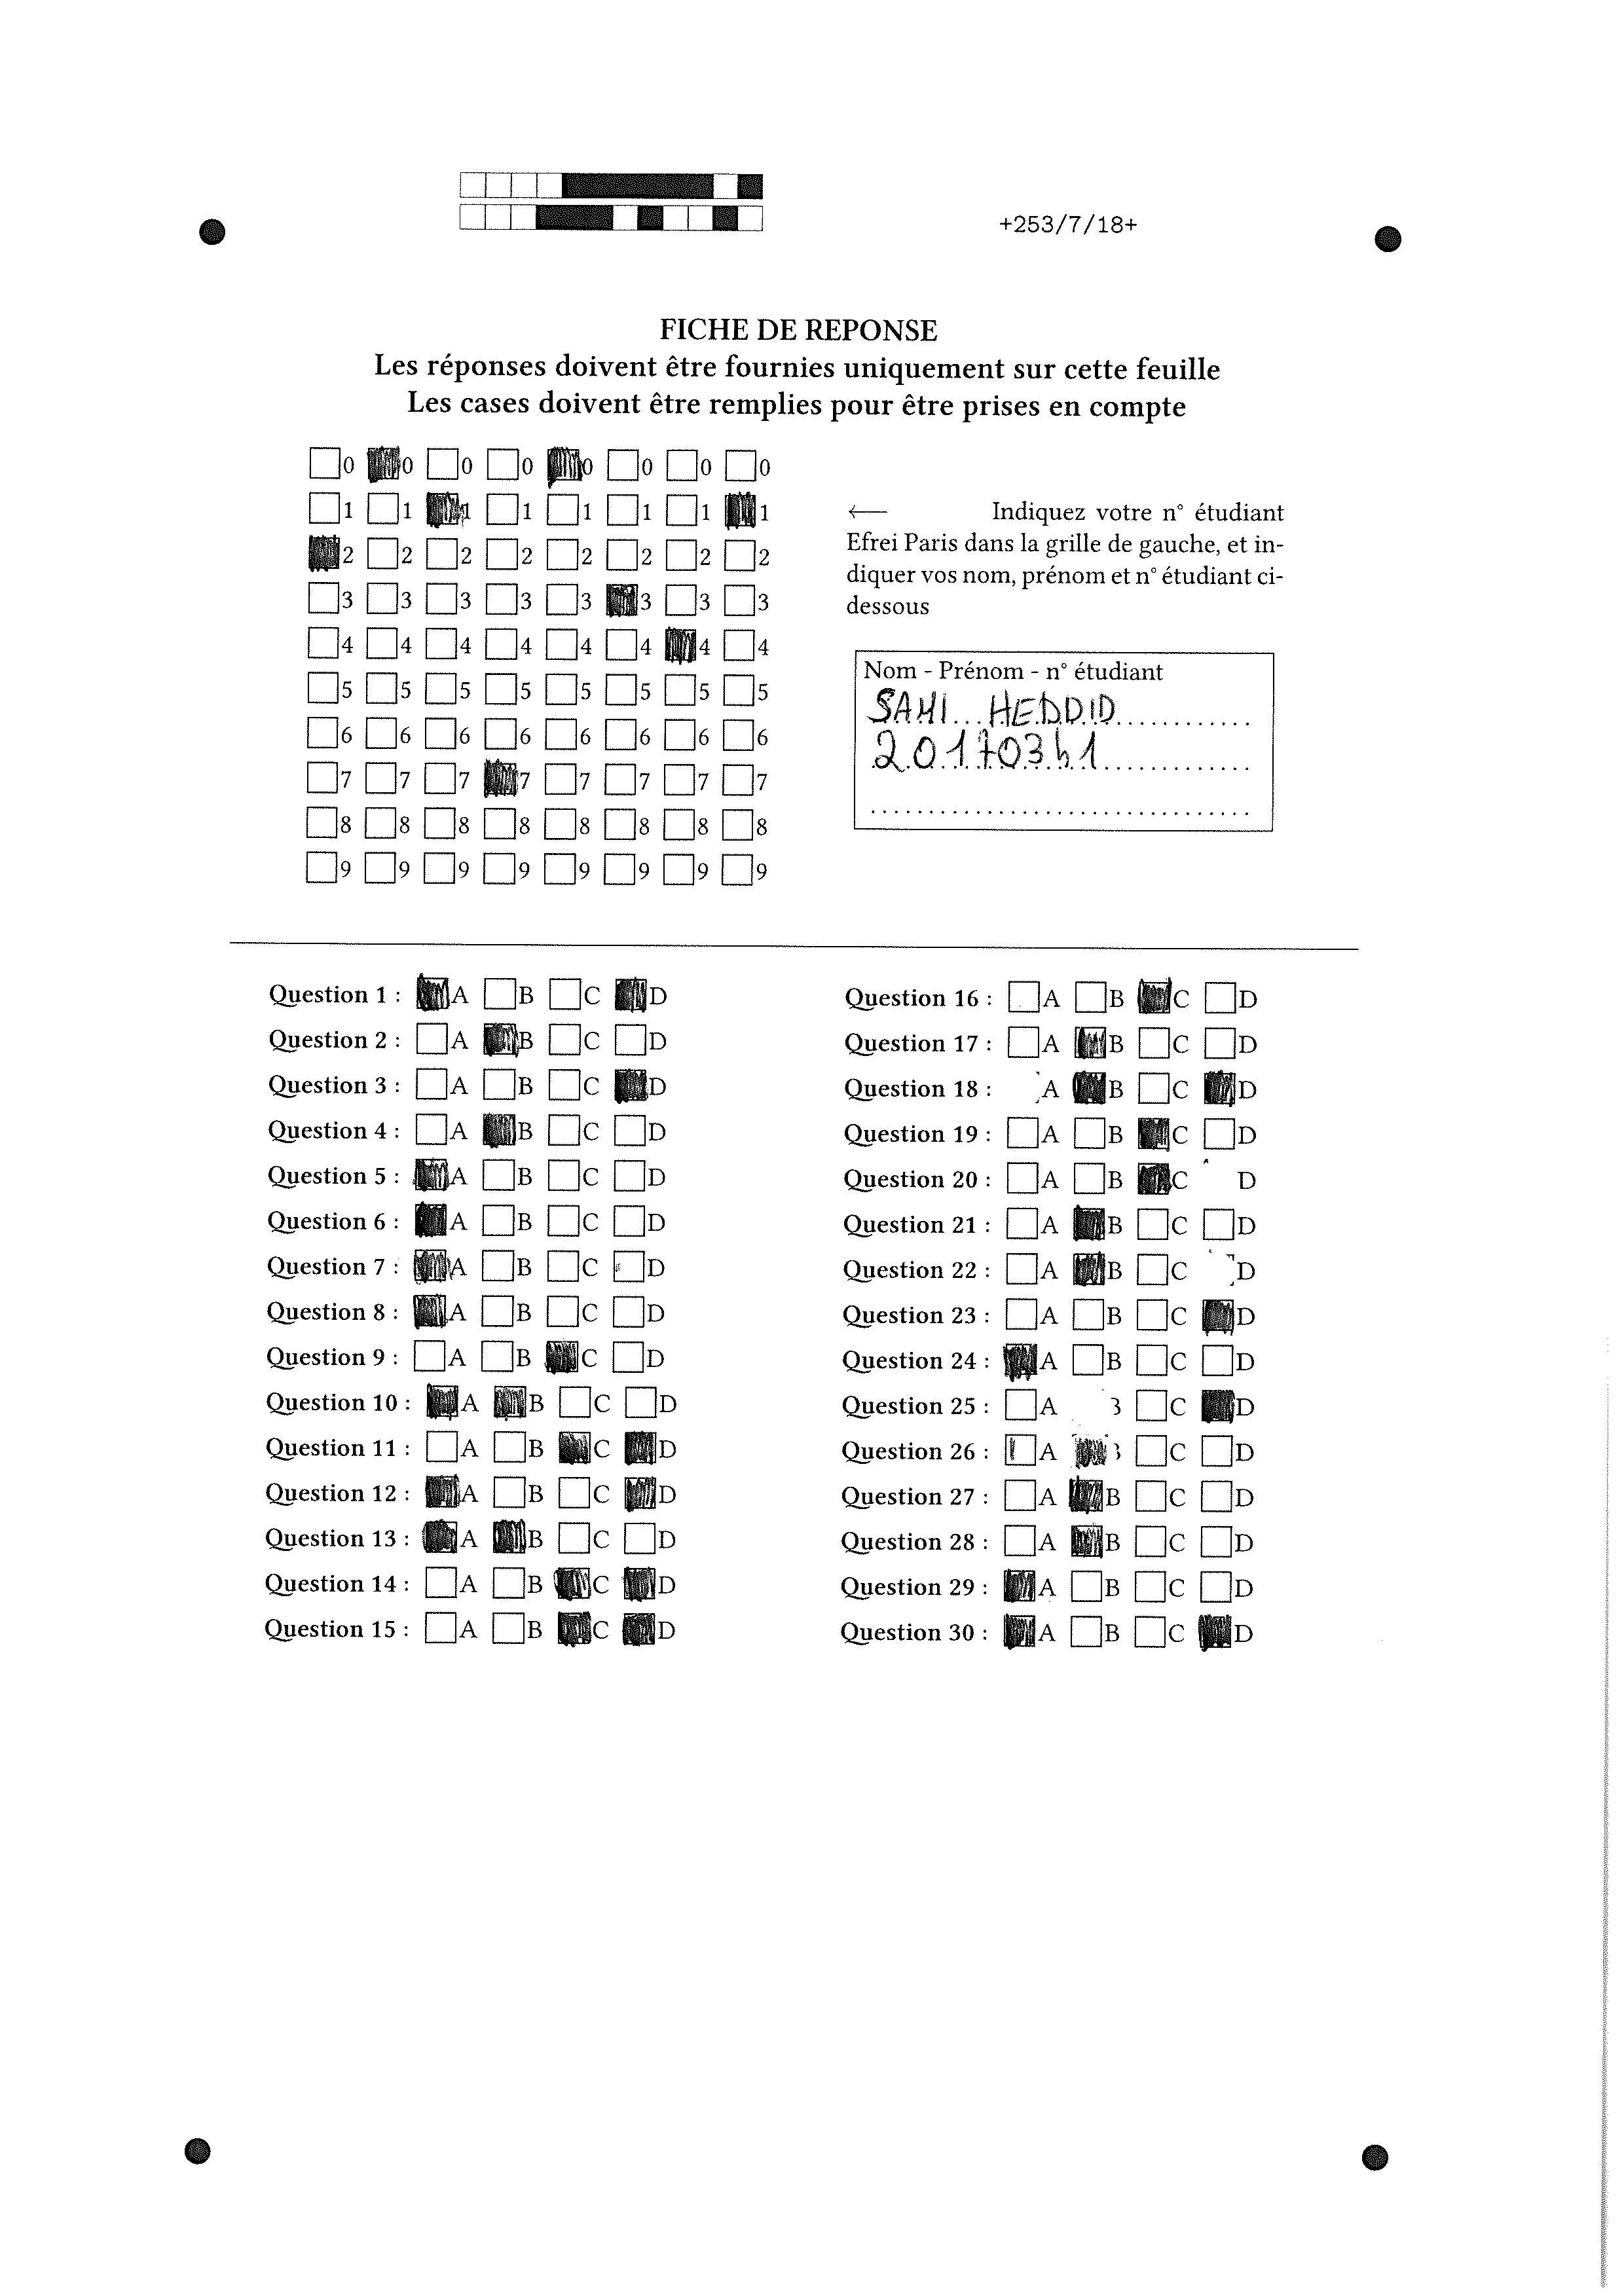 +253/7/18+
FICHE DE REPONSE
Les réponses doivent être fournies uniquement sur cette feuille
Les cases doivent être remplies pour être prises en compte
0 0 0 0 0 0 0 0
1 1 1 1 1 1 1 1
2 2 2 2 2 2 2 2
3 3 3 3 3 3 3 3
4 4 4 4 4 4 4 4
5 5 5 5 5 5 5 5
6 6 6 6 6 6 6 6
7 7 7 7 7 7 7 7
8 8 8 8 8 8 8 8
9 9 9 9 9 9 9 9
← Indiquez votre n° étudiant
Efrei Paris dans la grille de gauche, et in-
diquer vos nom, prénom et n° étudiant ci-
dessous
Nom - Prénom - n° étudiant
SAMI HEDDID
20170341
Question 1 : A B C D
Question 2 : A B C D
Question 3 : A B C D
Question 4 : A B C D
Question 5 : A B C D
Question 6 : A B C D
Question 7 : A B C D
Question 8 : A B C D
Question 9 : A B C D
Question 10 : A B C D
Question 11 : A B C D
Question 12 : A B C D
Question 13 : A B C D
Question 14 : A B C D
Question 15 : A B C D
Question 16 : A B C D
Question 17 : A B C D
Question 18 : A B C D
Question 19 : A B C D
Question 20 : A B C D
Question 21 : A B C D
Question 22 : A B C D
Question 23 : A B C D
Question 24 : A B C D
Question 25 : A B C D
Question 26 : A B C D
Question 27 : A B C D
Question 28 : A B C D
Question 29 : A B C D
Question 30 : A B C D